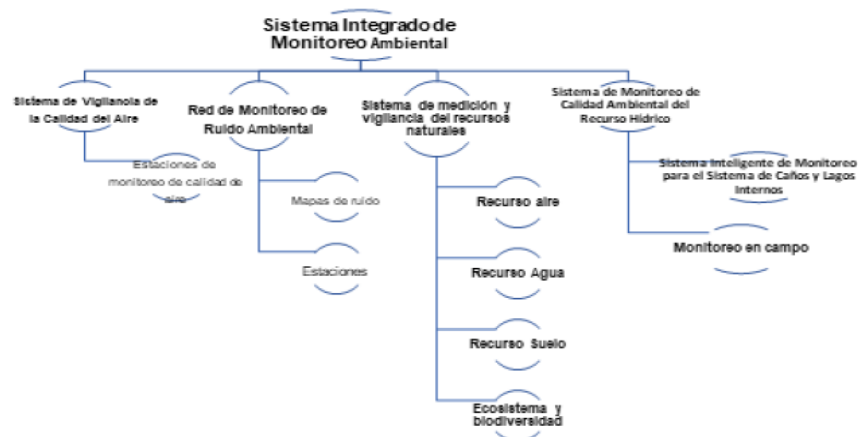 Sistema Integrado de
Monitoreo Ambiental
Sistema de Vigilancia de
la Calidad del Aire
Estaciones de
monitoreo de calidad de
aire
Red de Monitoreo de
Ruido Ambiental
Mapas de ruido
Estaciones
Sistema de medición y
vigilancia del recursos
naturales
Recurso aire
Recurso Agua
Recurso Suelo
Ecosistema y
biodiversidad
Sistema de Monitoreo de
Calidad Ambiental del
Recurso Hídrico
Sistema Inteligente de Monitoreo
para el Sistema de Caños y Lagos
Internos
Monitoreo en campo